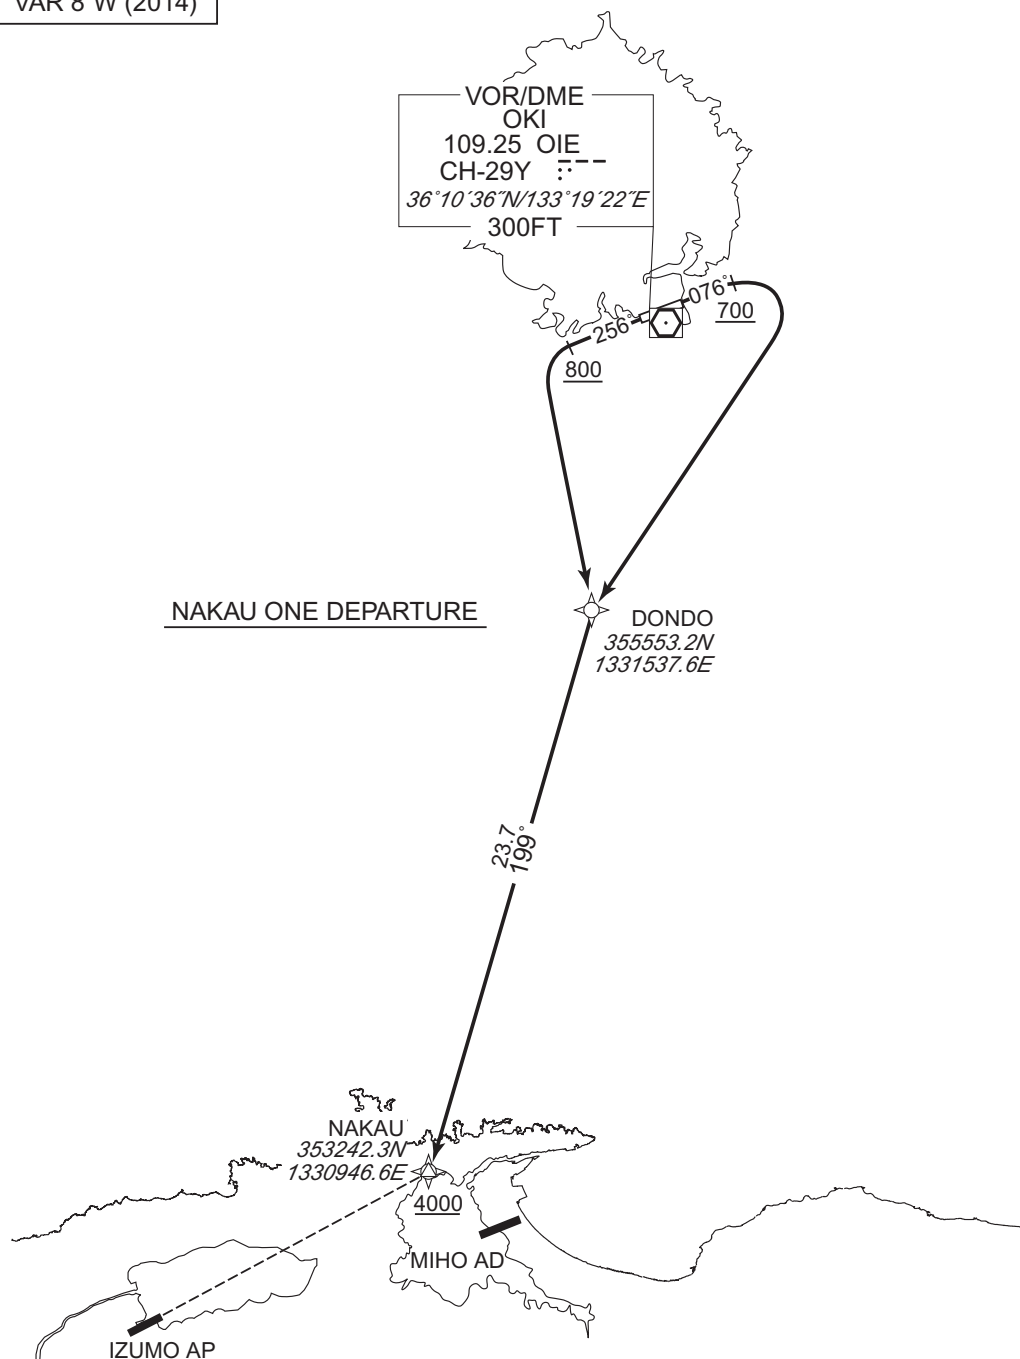 VAR 8°W (2014)
VOR/DME
OKI
109.25 OIE
CH-29Y
36°10´36˝N/133°19´22˝E
300FT
076°
700
256°
800
NAKAU ONE DEPARTURE
DONDO
355553.2N
1331537.6E
23.7
199°
NAKAU
353242.3N
1330946.6E
4000
MIHO AD
IZUMO AP